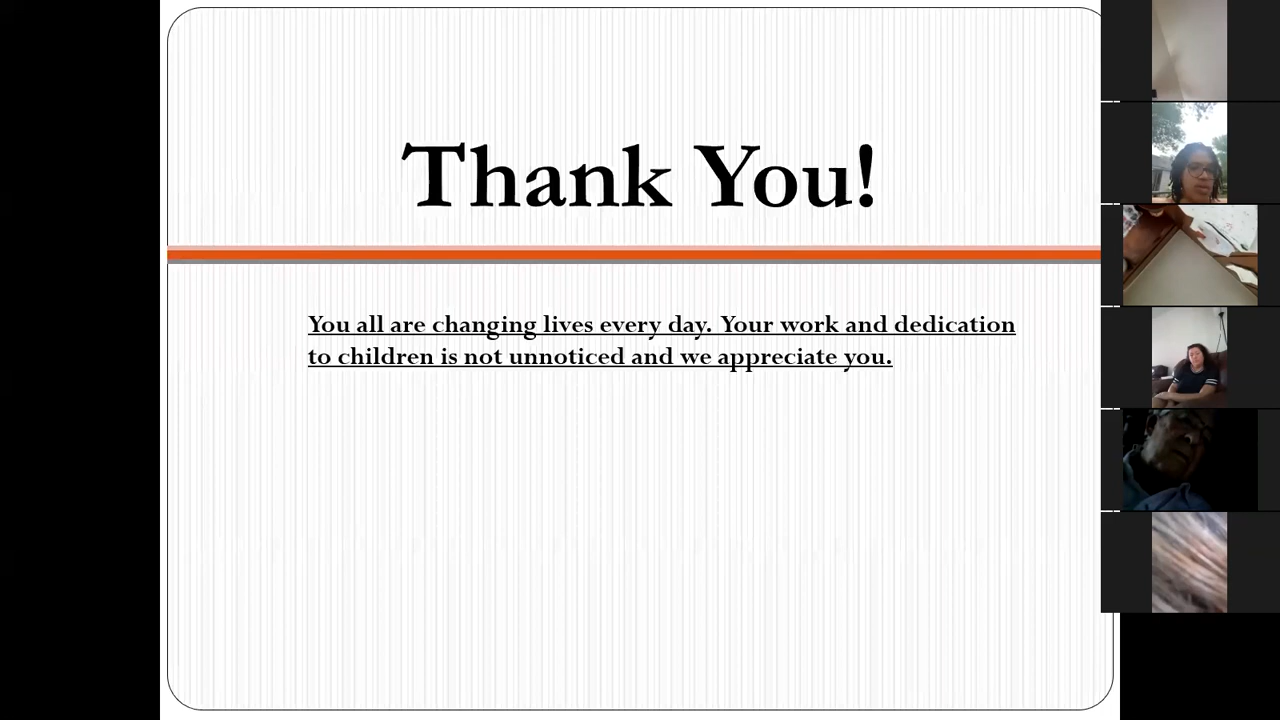 Thank You!
You all are changing lives every day. Your work and dedication
to children is not unnoticed and we appreciate you.